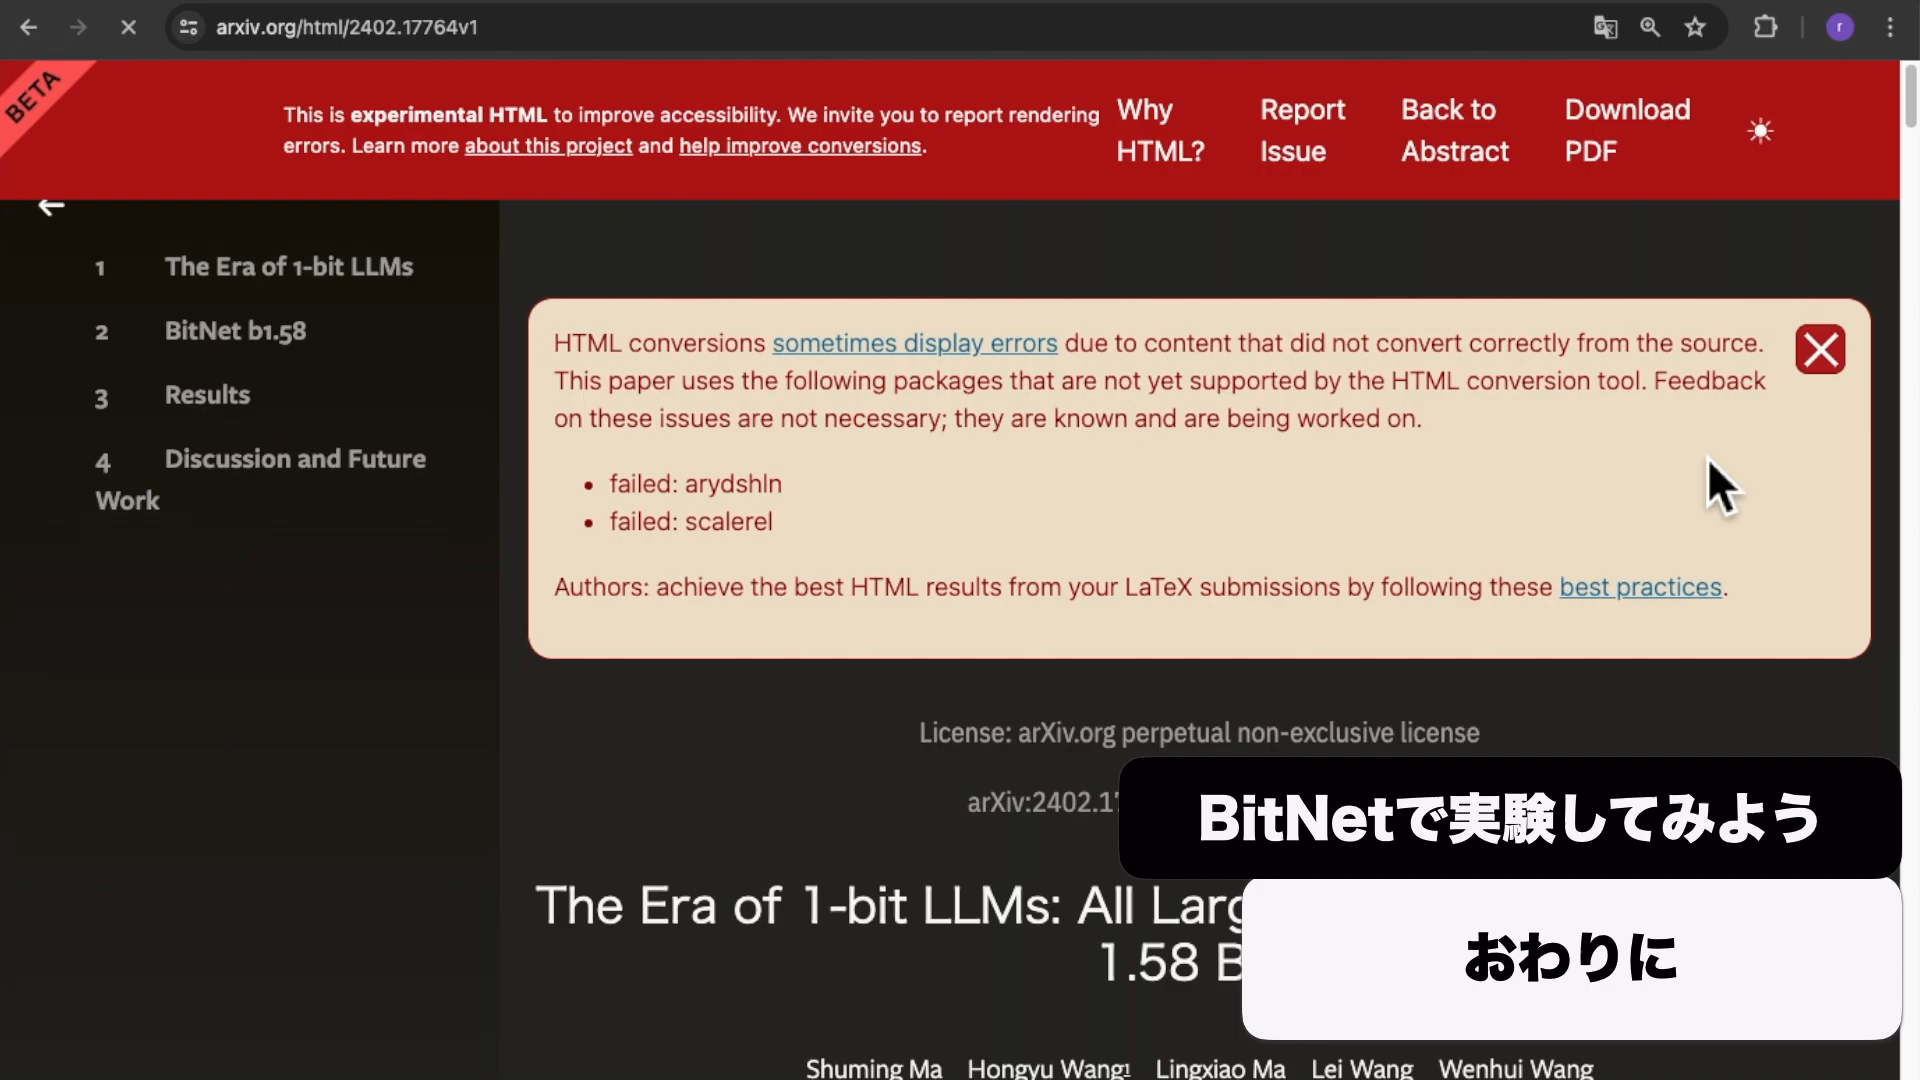 arxiv.org/html/2402.17764v1
r
BETA
This is experimental HTML to improve accessibility. We invite you to report rendering
errors. Learn more about this project and help improve conversions.
Why
HTML?
Report
Issue
Back to
Abstract
Download
PDF
1 The Era of 1-bit LLMs
2 BitNet b1.58
3 Results
4 Discussion and Future
Work
HTML conversions sometimes display errors due to content that did not convert correctly from the source.
This paper uses the following packages that are not yet supported by the HTML conversion tool. Feedback
on these issues are not necessary; they are known and are being worked on.
• failed: arydshln
• failed: scalerel
Authors: achieve the best HTML results from your LaTeX submissions by following these best practices.
License: arXiv.org perpetual non-exclusive license
arXiv:2402.1
BitNetで実験してみよう
The Era of 1-bit LLMs: All Larg
1.58 B
おわりに
Shuming Ma Hongyu Wang1 Lingxiao Ma Lei Wang Wenhui Wang